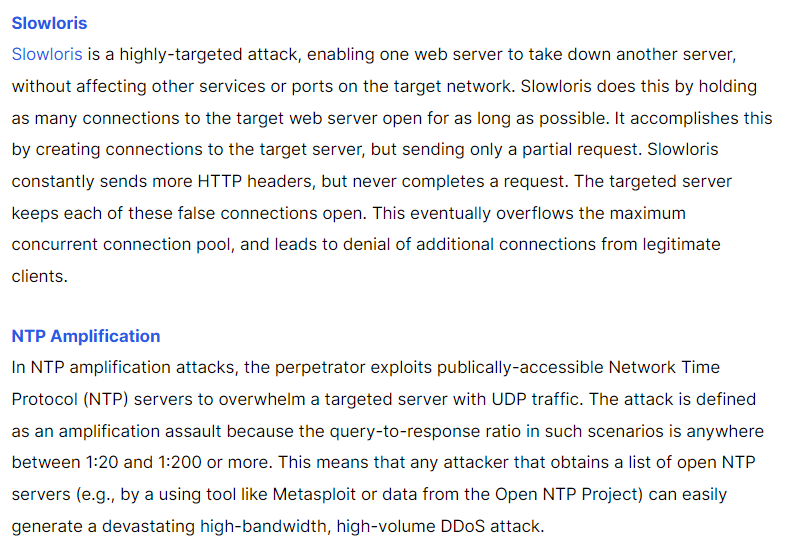 Slowloris
Slowloris is a highly-targeted attack, enabling one web server to take down another server,
without affecting other services or ports on the target network. Slowloris does this by holding
as many connections to the target web server open for as long as possible. It accomplishes this
by creating connections to the target server, but sending only a partial request. Slowloris
constantly sends more HTTP headers, but never completes a request. The targeted server
keeps each of these false connections open. This eventually overflows the maximum
concurrent connection pool, and leads to denial of additional connections from legitimate
clients.
NTP Amplification
In NTP amplification attacks, the perpetrator exploits publically-accessible Network Time
Protocol (NTP) servers to overwhelm a targeted server with UDP traffic. The attack is defined
as an amplification assault because the query-to-response ratio in such scenarios is anywhere
between 1:20 and 1:200 or more. This means that any attacker that obtains a list of open NTP
servers (e.g., by a using tool like Metasploit or data from the Open NTP Project) can easily
generate a devastating high-bandwidth, high-volume DDoS attack.